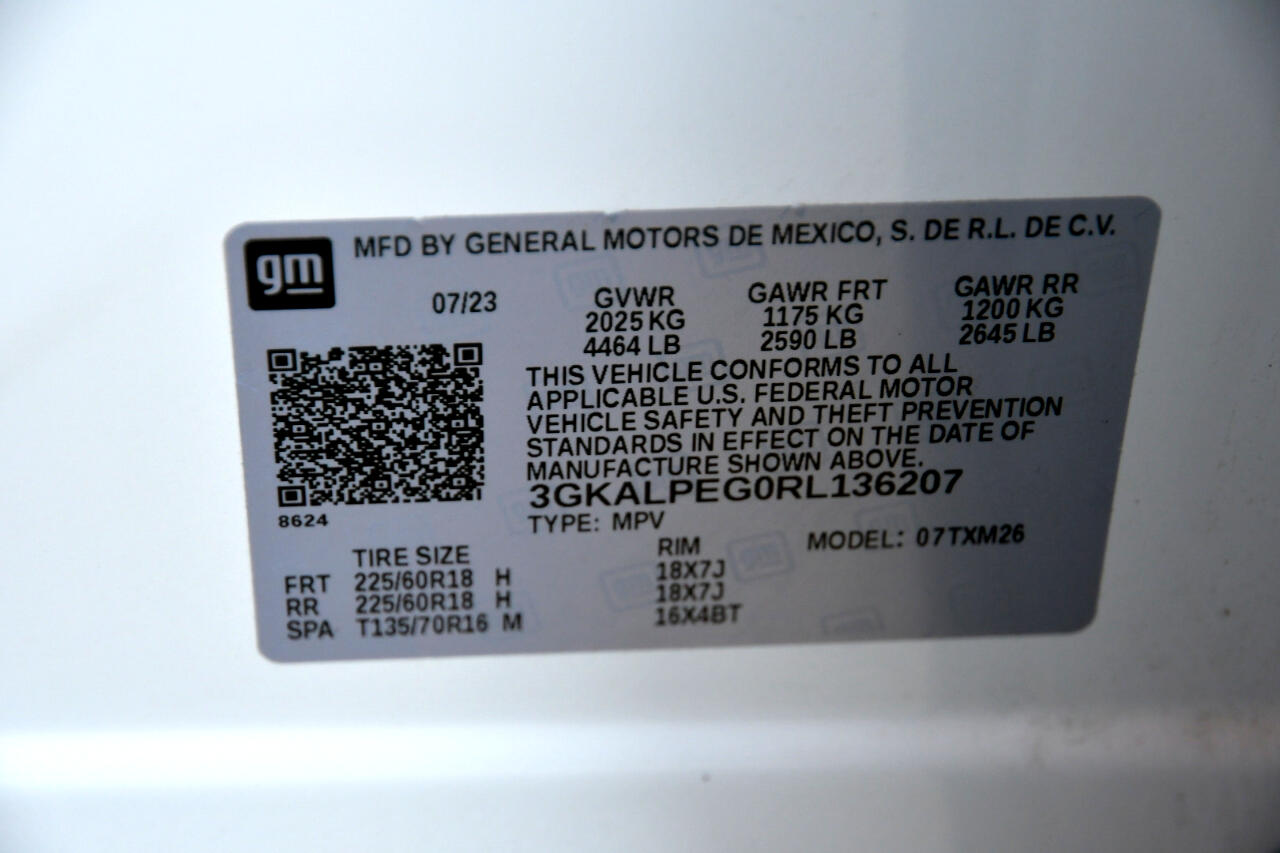 gm
MFD BY GENERAL MOTORS DE MEXICO, S. DE R.L. DE C.V.
07/23
GVWR GAWR FRT GAWR RR
2025 KG 1175 KG 1200 KG
4464 LB 2590 LB 2645 LB
THIS VEHICLE CONFORMS TO ALL
APPLICABLE U.S. FEDERAL MOTOR
VEHICLE SAFETY AND THEFT PREVENTION
STANDARDS IN EFFECT ON THE DATE OF
MANUFACTURE SHOWN ABOVE.
3GKALPEG0RL136207
8624
TYPE: MPV
MODEL: 07TXM26
TIRE SIZE RIM
FRT 225/60R18 H 18X7J
RR 225/60R18 H 18X7J
SPA T135/70R16 M 16X4BT